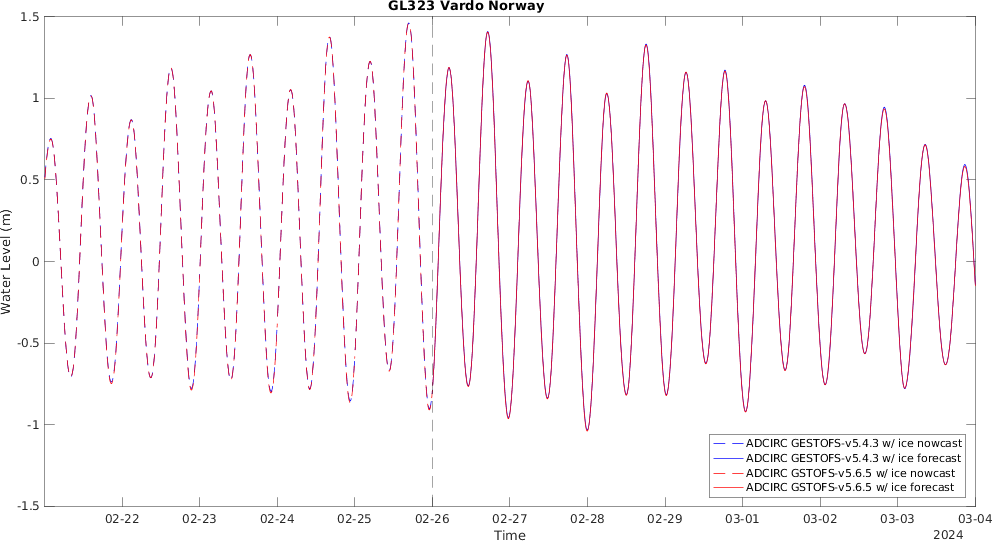 GL323 Vardo Norway
1.5
1
0.5
0
-0.5
-1
-1.5
Water Level (m)
ADCIRC GESTOFS-v5.4.3 w/ ice nowcast
ADCIRC GESTOFS-v5.4.3 w/ ice forecast
ADCIRC GSTOFS-v5.6.5 w/ ice nowcast
ADCIRC GSTOFS-v5.6.5 w/ ice forecast
02-22 02-23 02-24 02-25 02-26 02-27 02-28 02-29 03-01 03-02 03-03 03-04
Time
2024